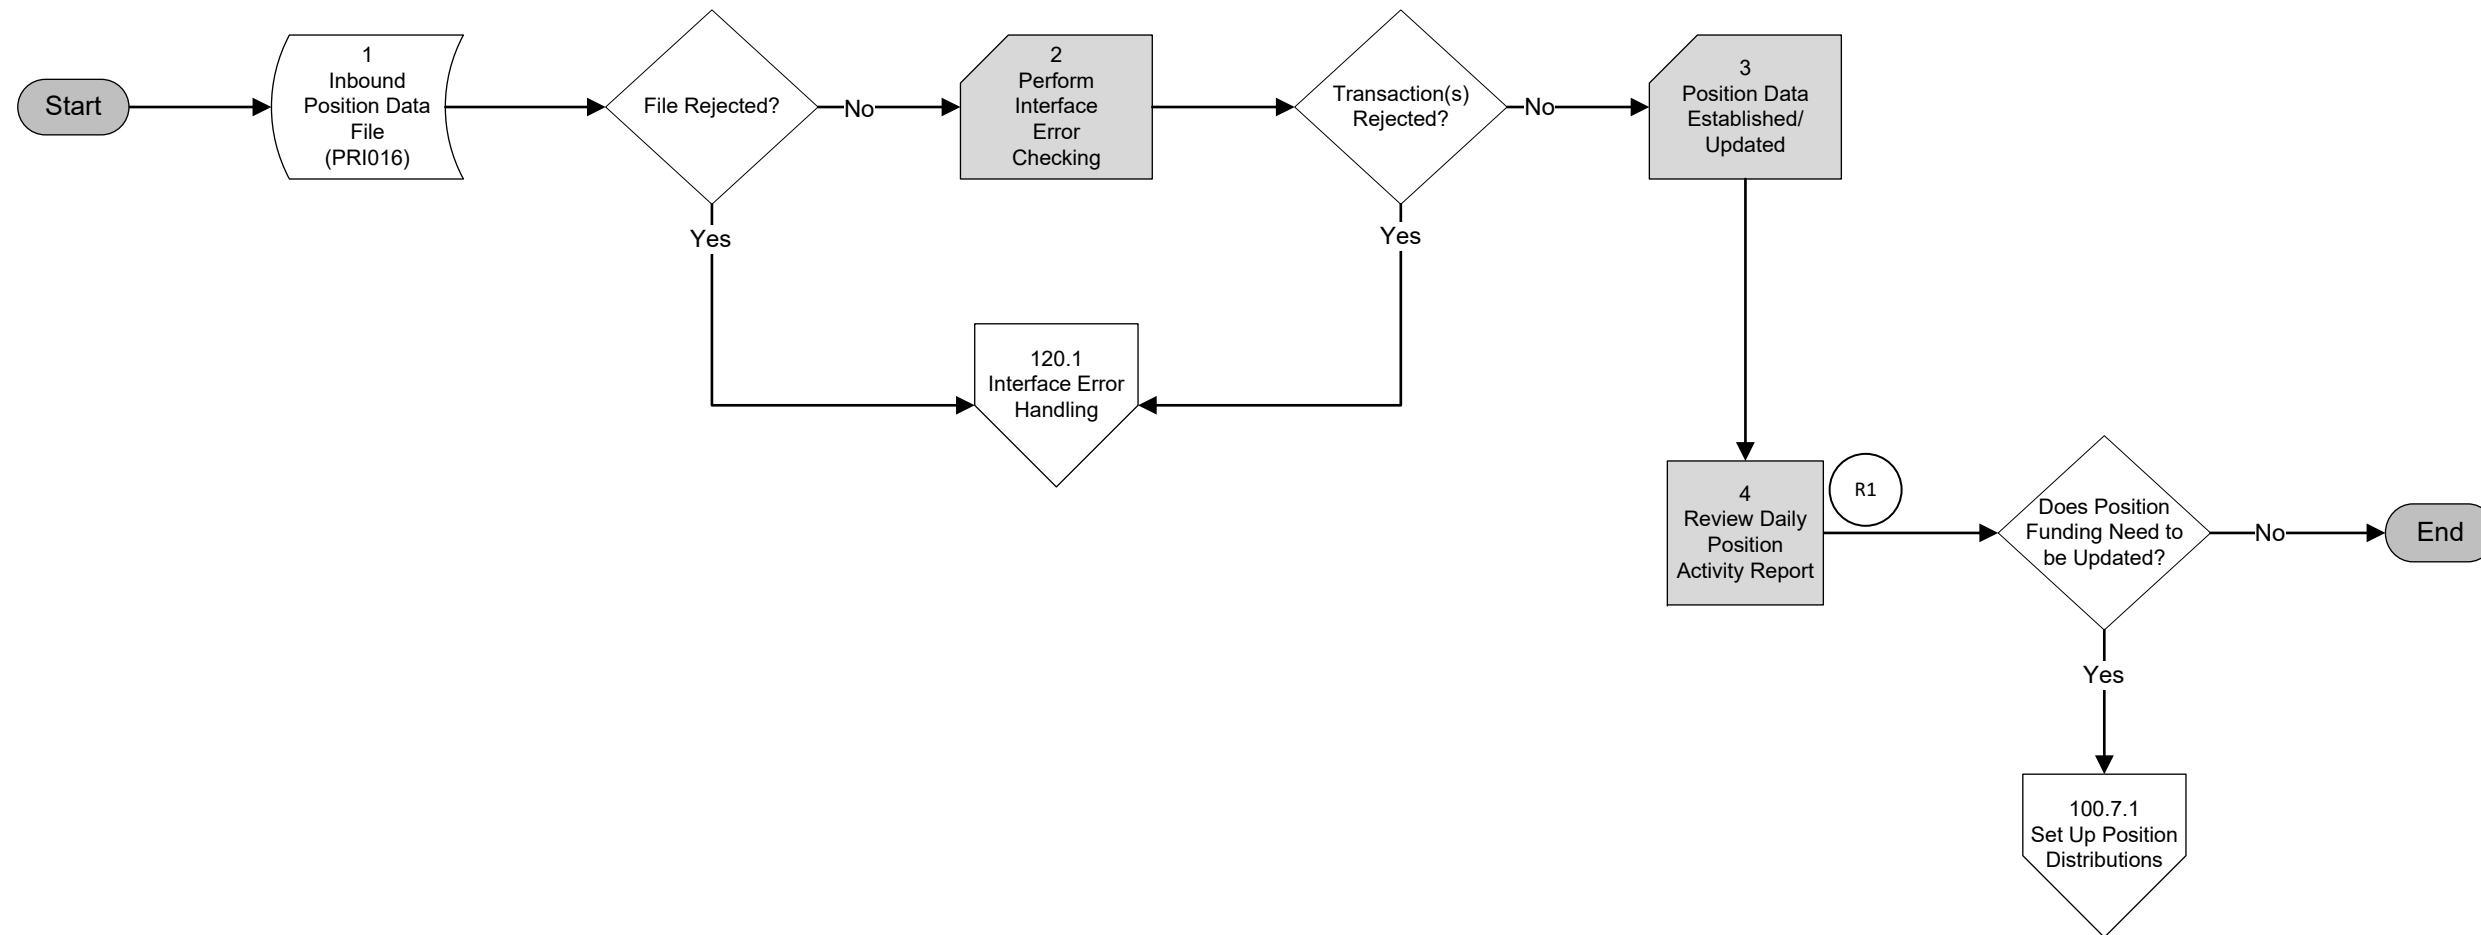 Start
1
Inbound
Position Data
File
(PRI016)
File Rejected?
No
2
Perform
Interface
Error
Checking
Transaction(s)
Rejected?
No
3
Position Data
Established/
Updated
Yes
Yes
120.1
Interface Error
Handling
4
Review Daily
Position
Activity Report
R1
Does Position
Funding Need to
be Updated?
No
End
Yes
100.7.1
Set Up Position
Distributions